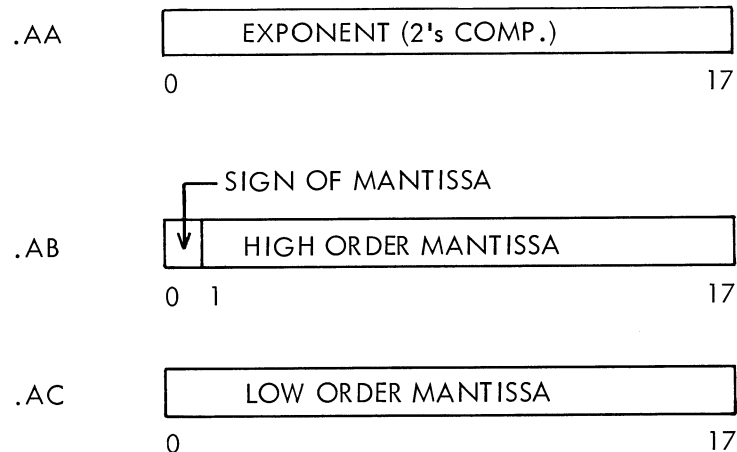 .AA EXPONENT (2's COMP.)
0 17
SIGN OF MANTISSA
.AB HIGH ORDER MANTISSA
0 1 17
.AC LOW ORDER MANTISSA
0 17